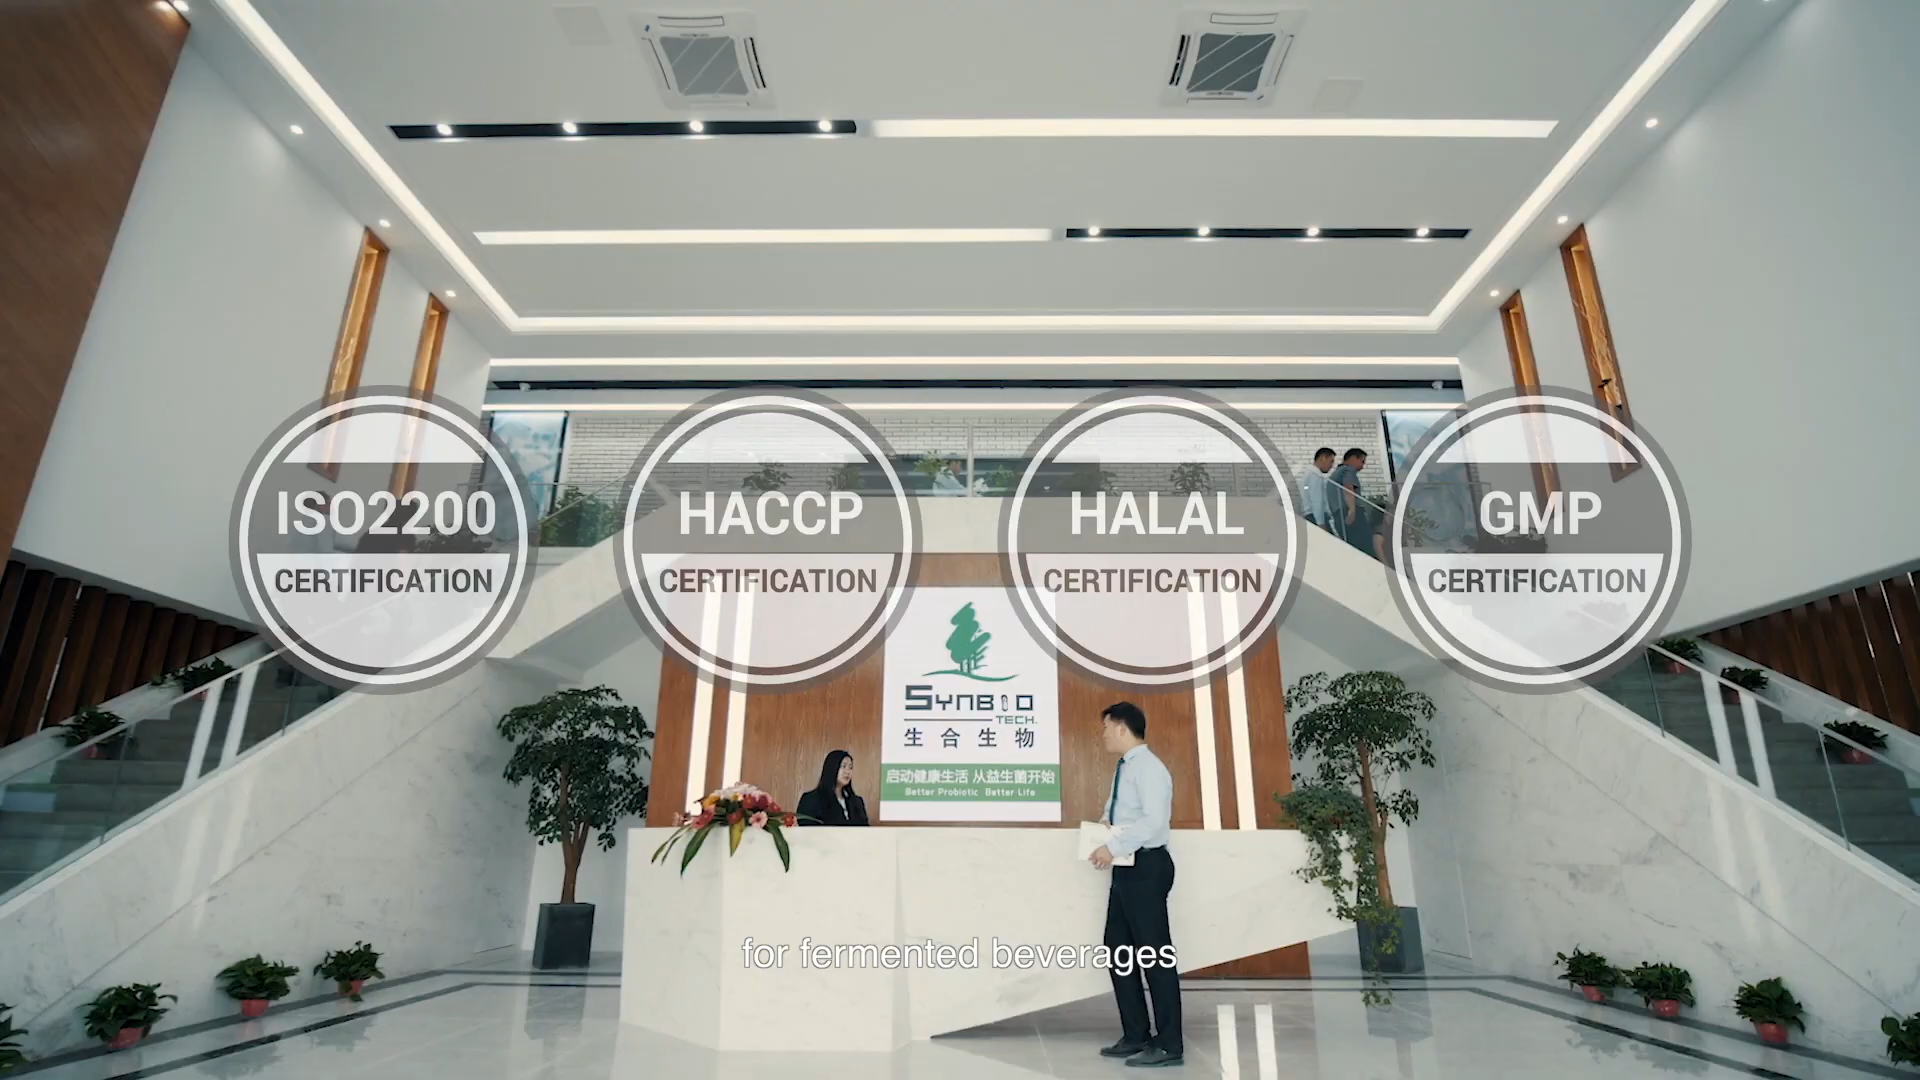 ISO2200
CERTIFICATION
HACCP
CERTIFICATION
HALAL
CERTIFICATION
GMP
CERTIFICATION
SYNBIO
TECH.
生合生物
启动健康生活 从益生菌开始
Better Probiotic Better Life
for fermented beverages